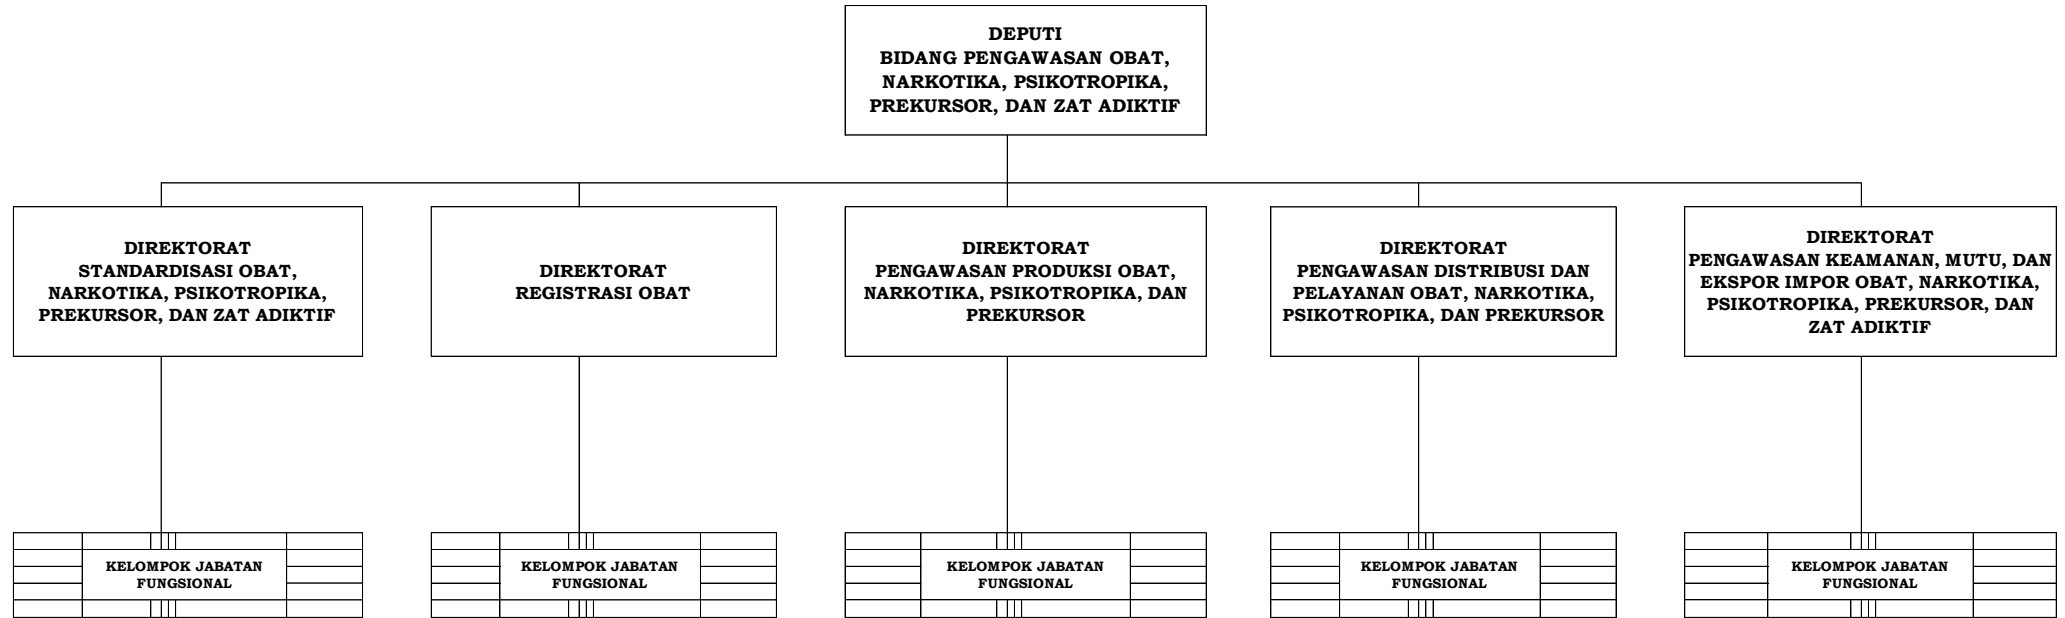 DEPUTI
BIDANG PENGAWASAN OBAT,
NARKOTIKA, PSIKOTROPIKA,
PREKURSOR, DAN ZAT ADIKTIF
DIREKTORAT
STANDARDISASI OBAT,
NARKOTIKA, PSIKOTROPIKA,
PREKURSOR, DAN ZAT ADIKTIF
DIREKTORAT
REGISTRASI OBAT
DIREKTORAT
PENGAWASAN PRODUKSI OBAT,
NARKOTIKA, PSIKOTROPIKA, DAN
PREKURSOR
DIREKTORAT
PENGAWASAN DISTRIBUSI DAN
PELAYANAN OBAT, NARKOTIKA,
PSIKOTROPIKA, DAN PREKURSOR
DIREKTORAT
PENGAWASAN KEAMANAN, MUTU, DAN
EKSPOR IMPOR OBAT, NARKOTIKA,
PSIKOTROPIKA, PREKURSOR, DAN
ZAT ADIKTIF
KELOMPOK JABATAN
FUNGSIONAL
KELOMPOK JABATAN
FUNGSIONAL
KELOMPOK JABATAN
FUNGSIONAL
KELOMPOK JABATAN
FUNGSIONAL
KELOMPOK JABATAN
FUNGSIONAL